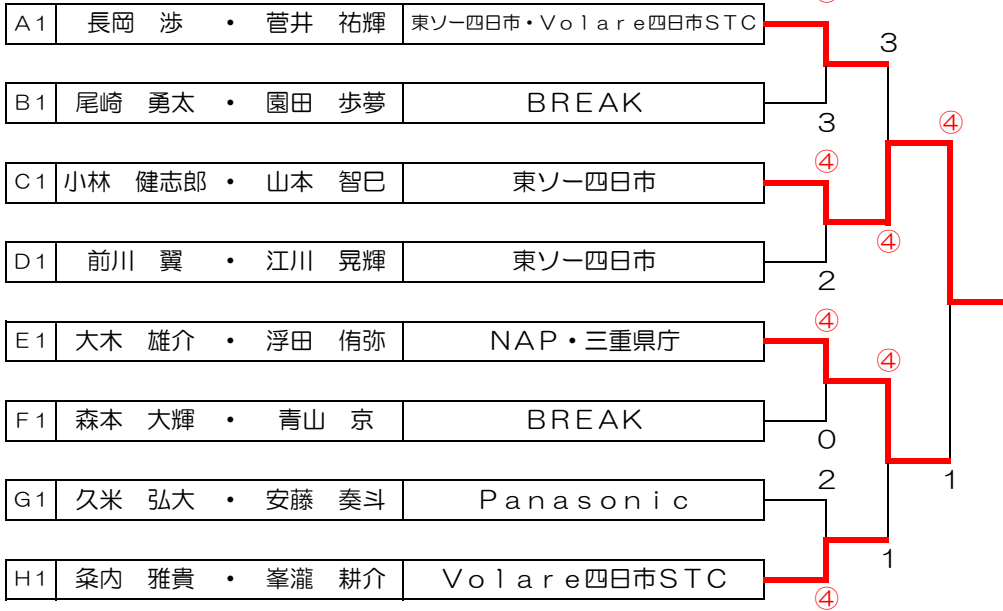 A1 長岡 渉 ・ 菅井 祐輝 東ソー四日市・Volare四日市STC
3
B1 尾崎 勇太 ・ 園田 歩夢 BREAK
3
④
④
C1 小林 健志郎 ・ 山本 智巳 東ソー四日市
④
D1 前川 翼 ・ 江川 晃輝 東ソー四日市
2
④
E1 大木 雄介 ・ 浮田 侑弥 NAP・三重県庁
④
F1 森本 大輝 ・ 青山 京 BREAK
0
2
1
G1 久米 弘大 ・ 安藤 奏斗 Panasonic
1
H1 粂内 雅貴 ・ 峯瀧 耕介 Volare四日市STC
④